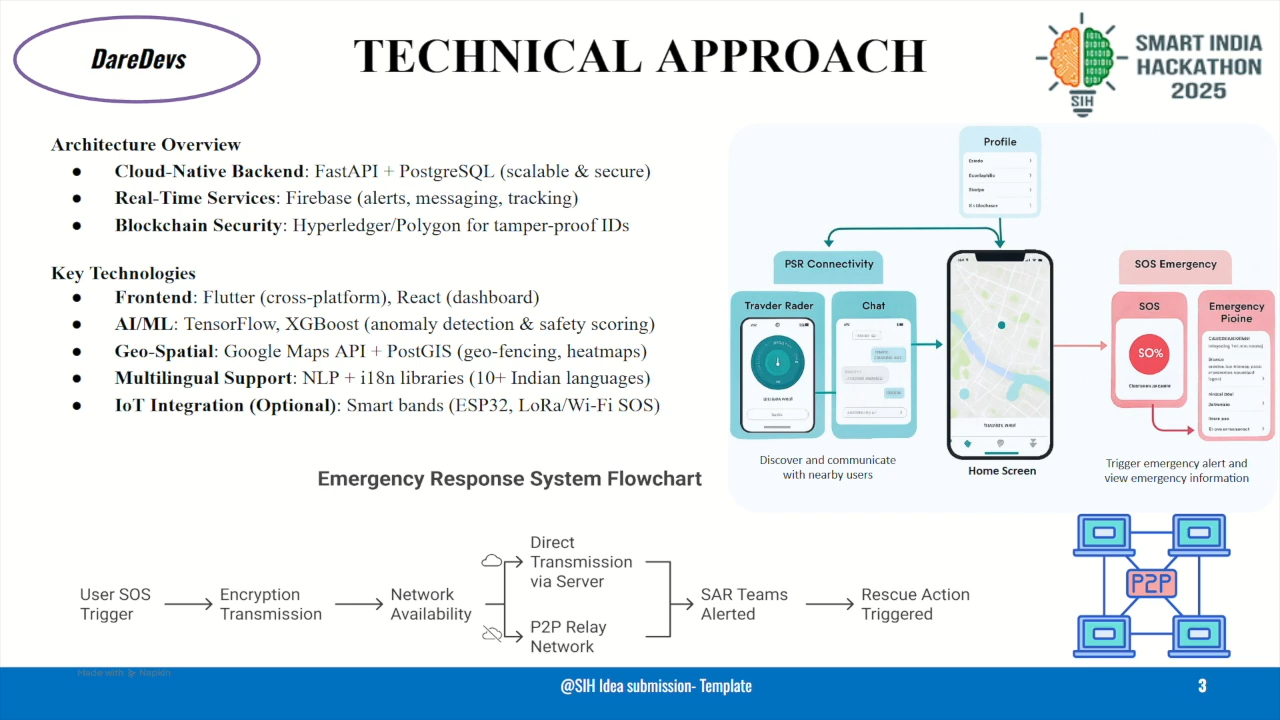 DareDevs
TECHNICAL APPROACH
SMART INDIA
HACKATHON
2025
SIH
Architecture Overview
● Cloud-Native Backend: FastAPI + PostgreSQL (scalable & secure)
● Real-Time Services: Firebase (alerts, messaging, tracking)
● Blockchain Security: Hyperledger/Polygon for tamper-proof IDs
Key Technologies
● Frontend: Flutter (cross-platform), React (dashboard)
● AI/ML: TensorFlow, XGBoost (anomaly detection & safety scoring)
● Geo-Spatial: Google Maps API + PostGIS (geo-fencing, heatmaps)
● Multilingual Support: NLP + i18n libraries (10+ Indian languages)
● IoT Integration (Optional): Smart bands (ESP32, LoRa/Wi-Fi SOS)
Profile
PSR Connectivity
Travder Rader
Chat
Discover and communicate
with nearby users
Home Screen
SOS Emergency
SOS
SO%
Emergency
Pioine
Trigger emergency alert and
view emergency information
Emergency Response System Flowchart
User SOS
Trigger
Encryption
Transmission
Network
Availability
Direct
Transmission
via Server
P2P Relay
Network
SAR Teams
Alerted
Rescue Action
Triggered
P2P
Made with Napkin
@SIH Idea submission- Template
3